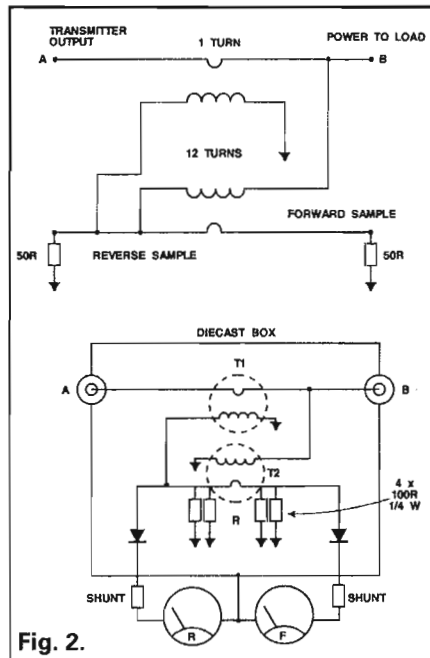 TRANSMITTER
OUTPUT
1 TURN
POWER TO LOAD
A
B
12 TURNS
FORWARD SAMPLE
50R
REVERSE SAMPLE
50R
DIECAST BOX
T1
A
B
T2
4 x
100R
1/4 W
R
SHUNT
SHUNT
R
F
Fig. 2.